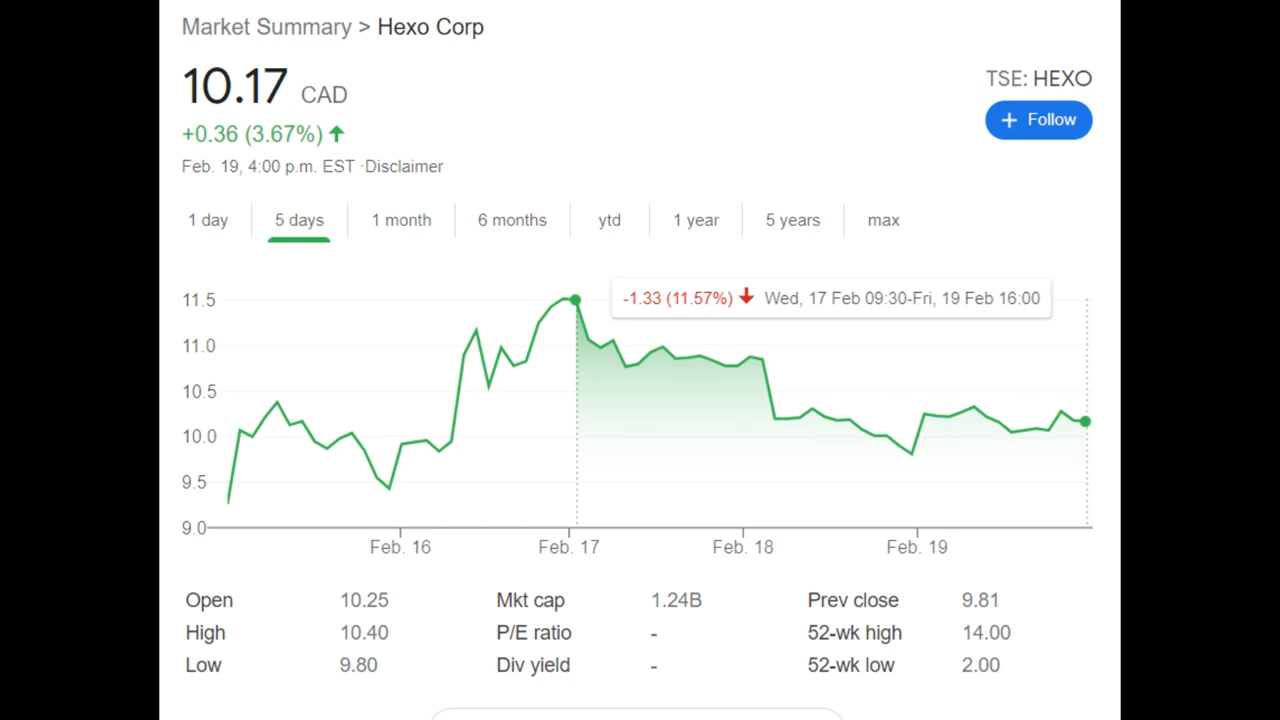 Market Summary > Hexo Corp
10.17 CAD
TSE: HEXO
+0.36 (3.67%)
+ Follow
Feb. 19, 4:00 p.m. EST ·Disclaimer
1 day 5 days 1 month 6 months ytd 1 year 5 years max
-1.33 (11.57%) Wed, 17 Feb 09:30-Fri, 19 Feb 16:00
11.5
11.0
10.5
10.0
9.5
9.0
Feb. 16 Feb. 17 Feb. 18 Feb. 19
Open 10.25 Mkt cap 1.24B Prev close 9.81
High 10.40 P/E ratio - 52-wk high 14.00
Low 9.80 Div yield - 52-wk low 2.00